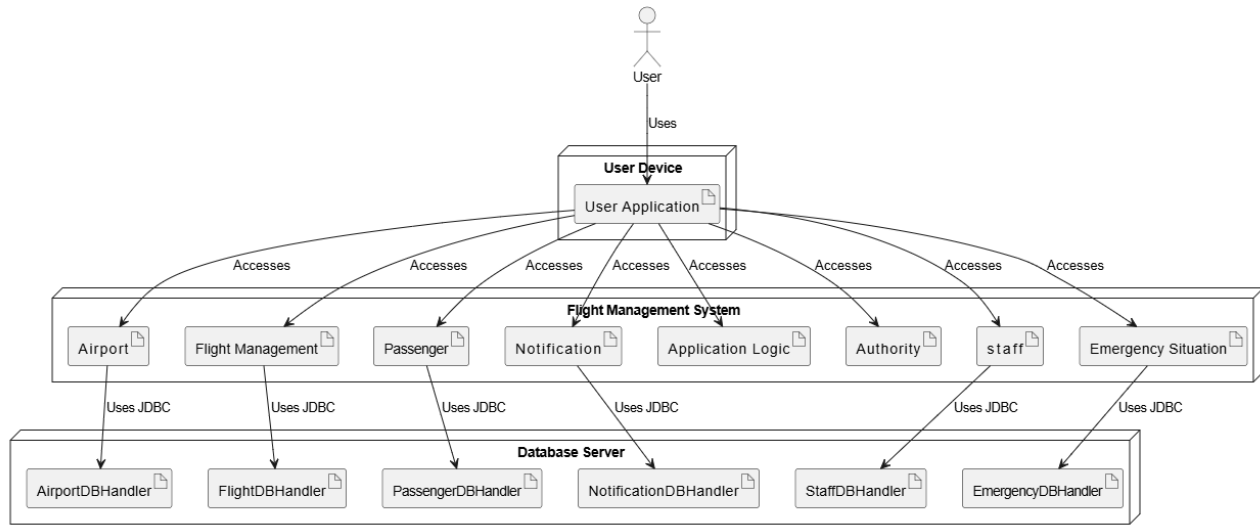 User
Uses
User Device
User Application
Accesses Accesses Accesses Accesses Accesses Accesses Accesses Accesses
Flight Management System
Airport Flight Management Passenger Notification Application Logic Authority staff Emergency Situation
Uses JDBC Uses JDBC Uses JDBC Uses JDBC Uses JDBC Uses JDBC
Database Server
AirportDBHandler FlightDBHandler PassengerDBHandler NotificationDBHandler StaffDBHandler EmergencyDBHandler